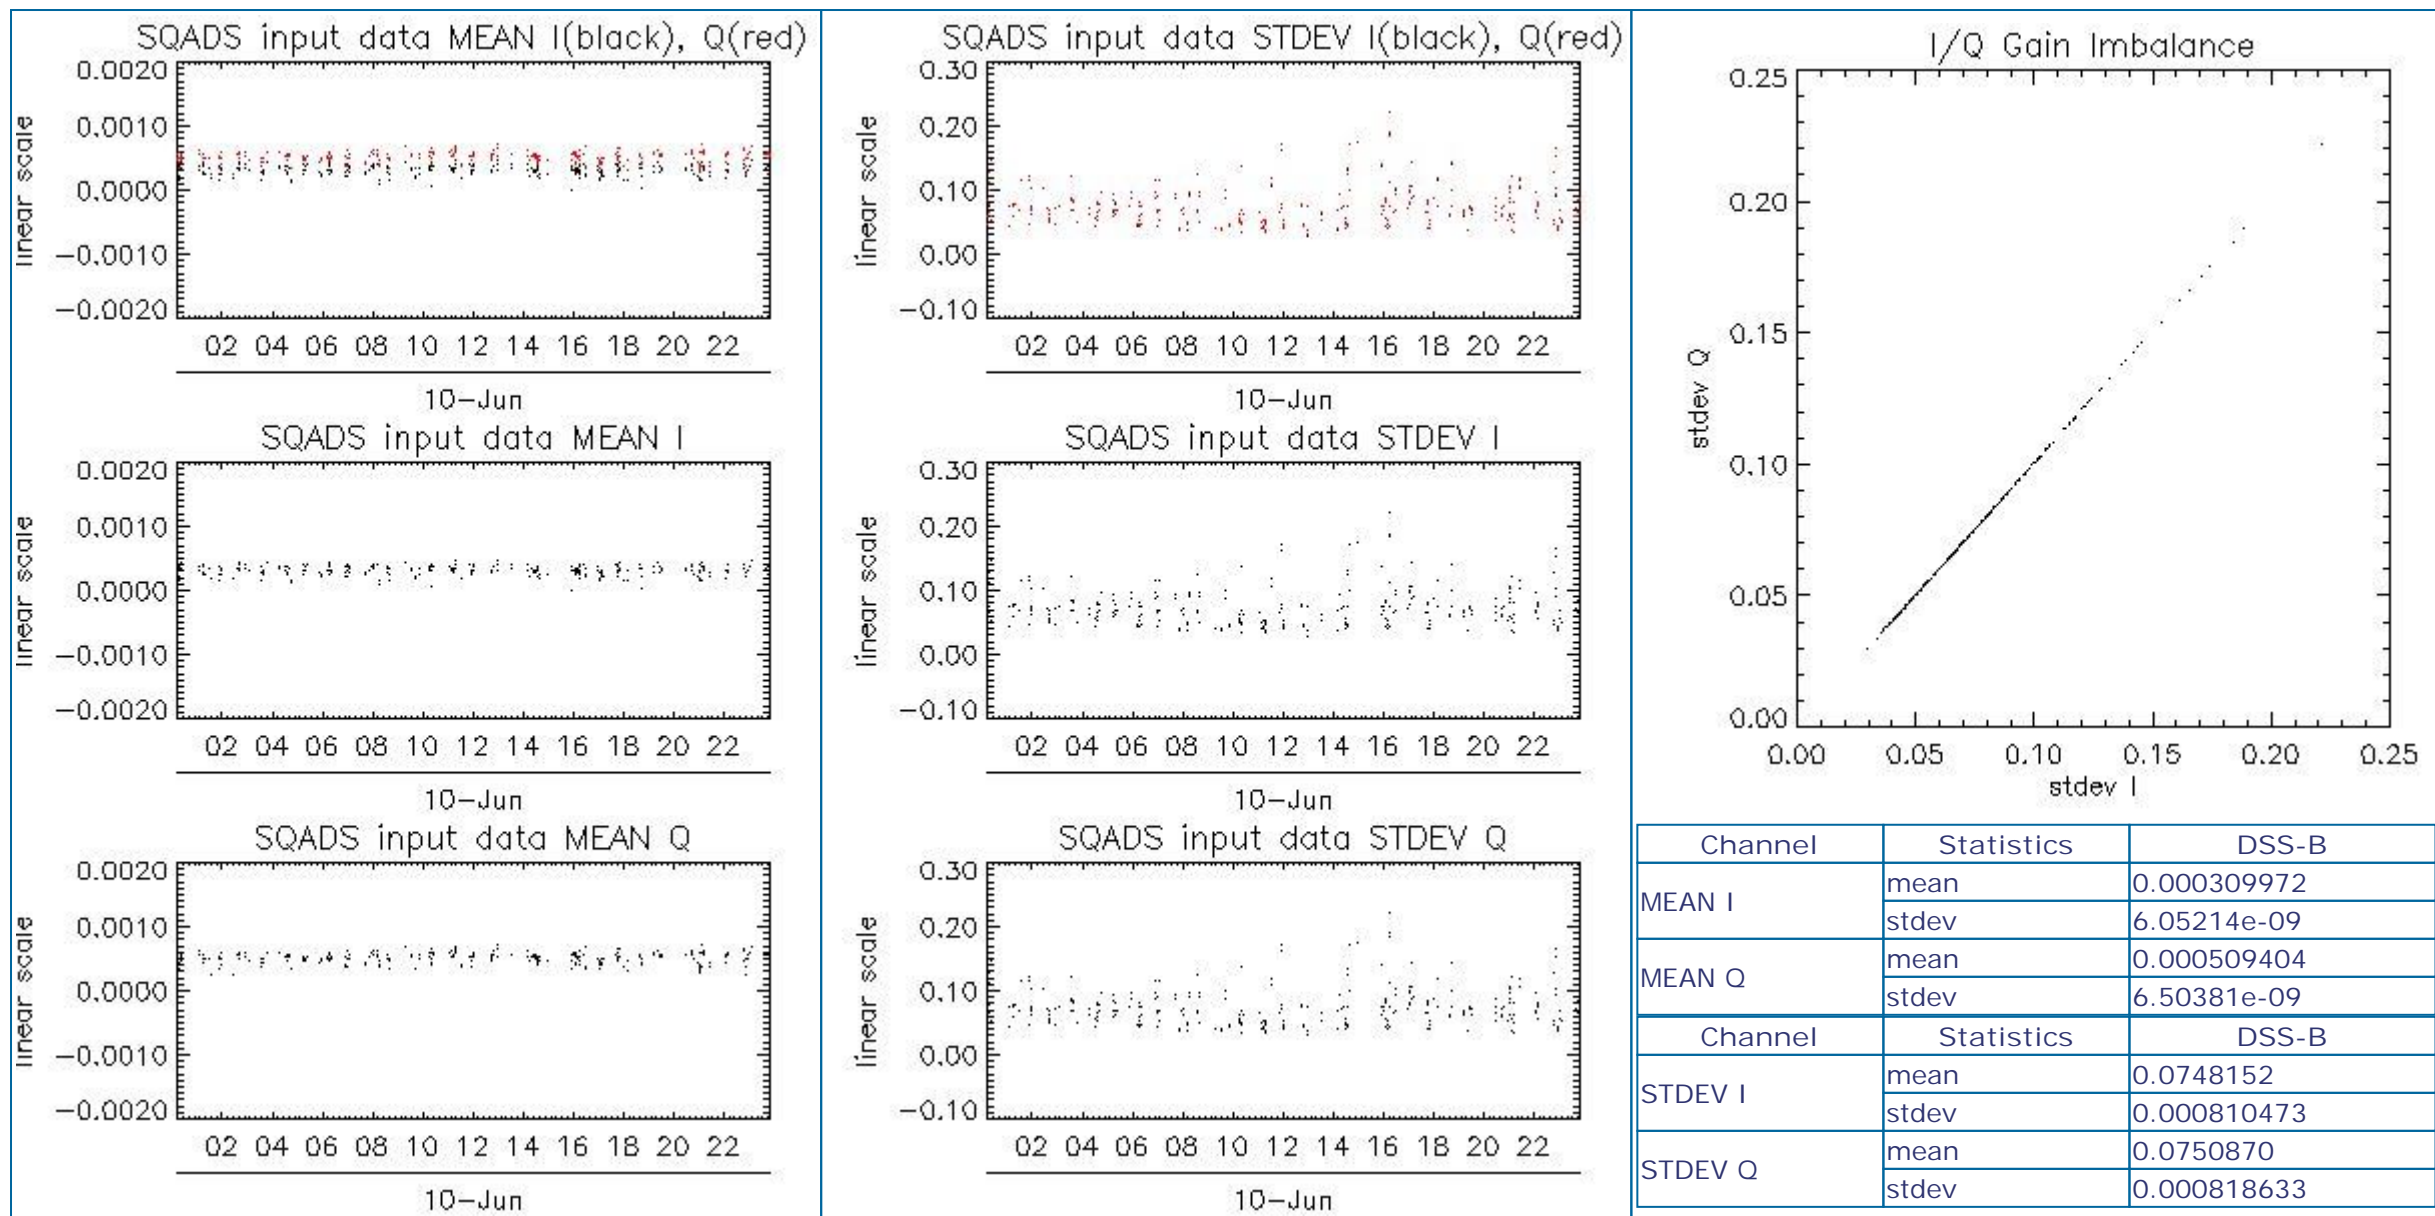 SQADS input data MEAN I(black), Q(red)
linear scale
0.0020
0.0010
0.0000
−0.0010
−0.0020
02 04 06 08 10 12 14 16 18 20 22
10−Jun
SQADS input data MEAN I
linear scale
0.0020
0.0010
0.0000
−0.0010
−0.0020
02 04 06 08 10 12 14 16 18 20 22
10−Jun
SQADS input data MEAN Q
linear scale
0.0020
0.0010
0.0000
−0.0010
−0.0020
02 04 06 08 10 12 14 16 18 20 22
10−Jun
SQADS input data STDEV I(black), Q(red)
linear scale
0.30
0.20
0.10
0.00
−0.10
02 04 06 08 10 12 14 16 18 20 22
10−Jun
SQADS input data STDEV I
linear scale
0.30
0.20
0.10
0.00
−0.10
02 04 06 08 10 12 14 16 18 20 22
10−Jun
SQADS input data STDEV Q
linear scale
0.30
0.20
0.10
0.00
−0.10
02 04 06 08 10 12 14 16 18 20 22
10−Jun
I/Q Gain Imbalance
stdev Q
0.25
0.20
0.15
0.10
0.05
0.00
0.00 0.05 0.10 0.15 0.20 0.25
stdev I
Channel Statistics DSS-B
MEAN I
mean 0.000309972
stdev 6.05214e-09
MEAN Q
mean 0.000509404
stdev 6.50381e-09
Channel Statistics DSS-B
STDEV I
mean 0.0748152
stdev 0.000810473
STDEV Q
mean 0.0750870
stdev 0.000818633